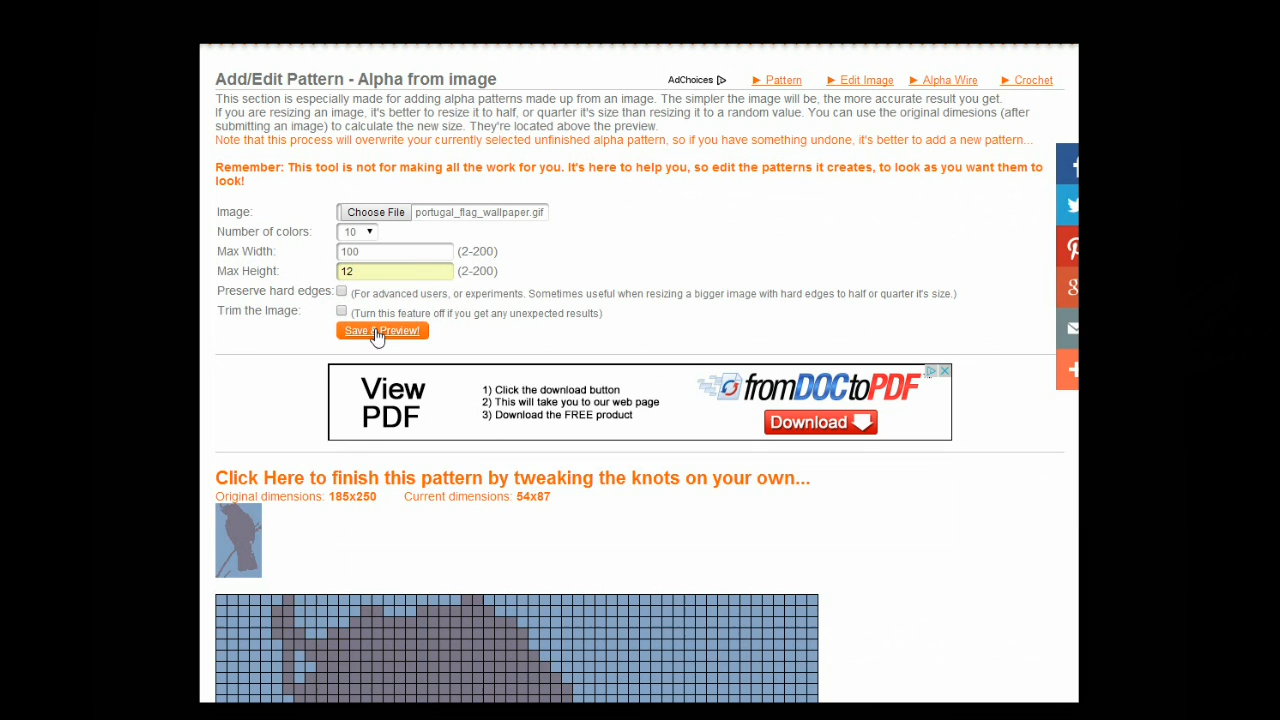 Add/Edit Pattern - Alpha from image
AdChoices
► Pattern
► Edit Image
► Alpha Wire
► Crochet
This section is especially made for adding alpha patterns made up from an image. The simpler the image will be, the more accurate result you get.
If you are resizing an image, it's better to resize it to half, or quarter it's size than resizing it to a random value. You can use the original dimesions (after
submitting an image) to calculate the new size. They're located above the preview.
Note that this process will overwrite your currently selected unfinished alpha pattern, so if you have something undone, it's better to add a new pattern...
Remember: This tool is not for making all the work for you. It's here to help you, so edit the patterns it creates, to look as you want them to
look!
Image: Choose File portugal_flag_wallpaper.gif
Number of colors: 10
Max Width: 100 (2-200)
Max Height: 12 (2-200)
Preserve hard edges: (For advanced users, or experiments. Sometimes useful when resizing a bigger image with hard edges to half or quarter it's size.)
Trim the Image: (Turn this feature off if you get any unexpected results)
Save & Preview!
View
PDF
1) Click the download button
2) This will take you to our web page
3) Download the FREE product
fromDOCtoPDF
Download
Click Here to finish this pattern by tweaking the knots on your own...
Original dimensions: 185x250 Current dimensions: 54x87